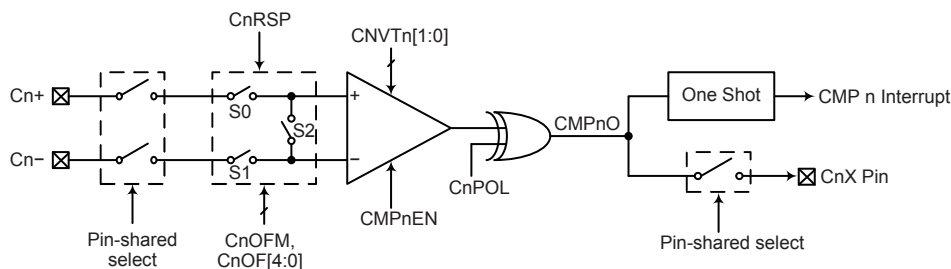 CnRSP
CNVTn[1:0]
Cn+
S0
S2
+
One Shot
CMP n Interrupt
CMPnO
Cn−
S1
−
CnPOL
CnX Pin
CMPnEN
Pin-shared
select
CnOFM,
CnOF[4:0]
Pin-shared select